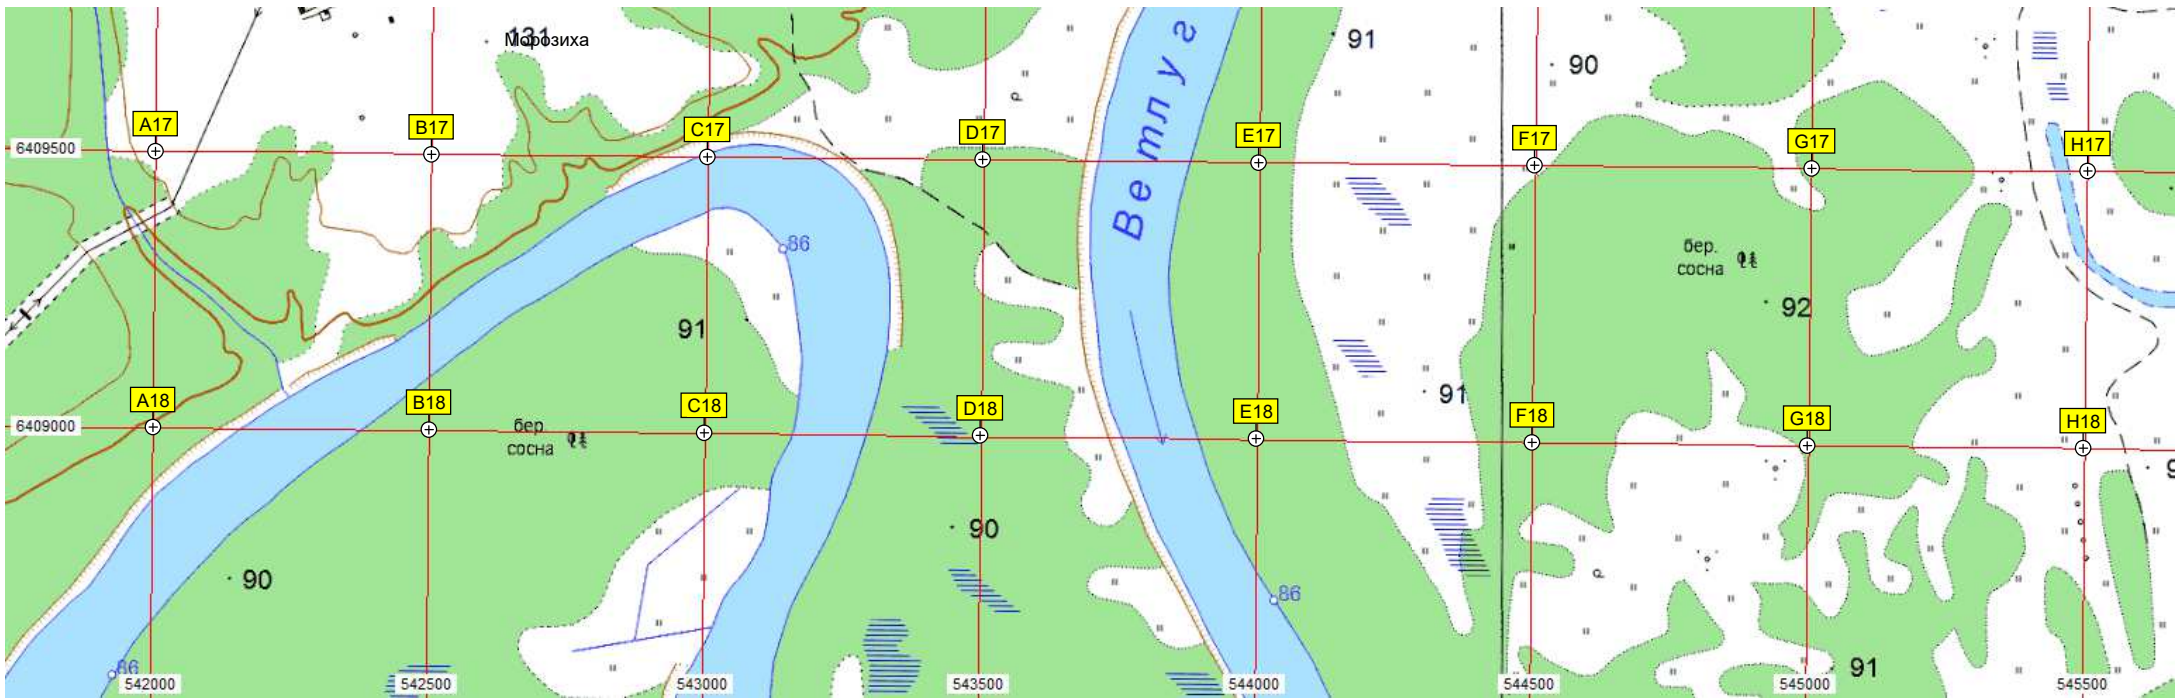 131
Морозиха
Ветлуг
91
90
A17
B17
C17
D17
E17
F17
G17
H17
6409500
86
бер.
сосна
92
91
91
A18
B18
C18
D18
E18
F18
G18
H18
6409000
бер.
сосна
90
90
86
86
91
542000
542500
543000
543500
544000
544500
545000
545500